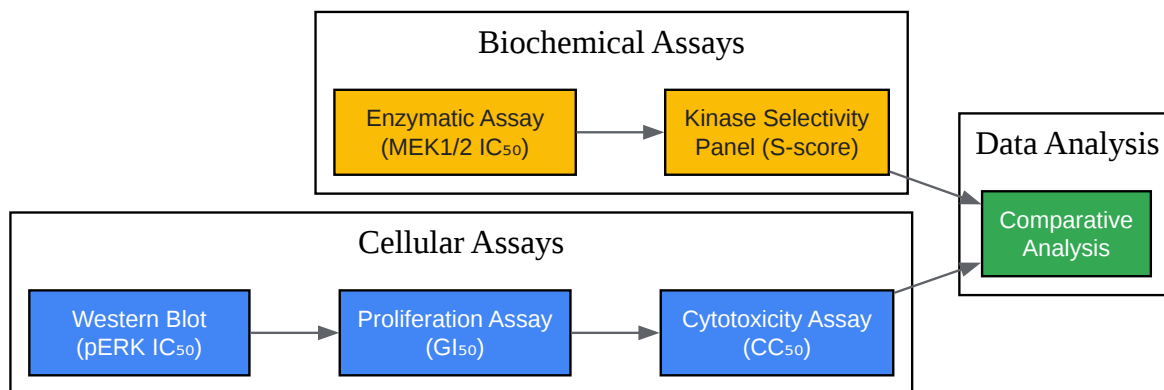 Biochemical Assays
Enzymatic Assay
(MEK1/2 IC₅₀)
Kinase Selectivity
Panel (S-score)
Data Analysis
Comparative
Analysis
Cellular Assays
Western Blot
(pERK IC₅₀)
Proliferation Assay
(GI₅₀)
Cytotoxicity Assay
(CC₅₀)